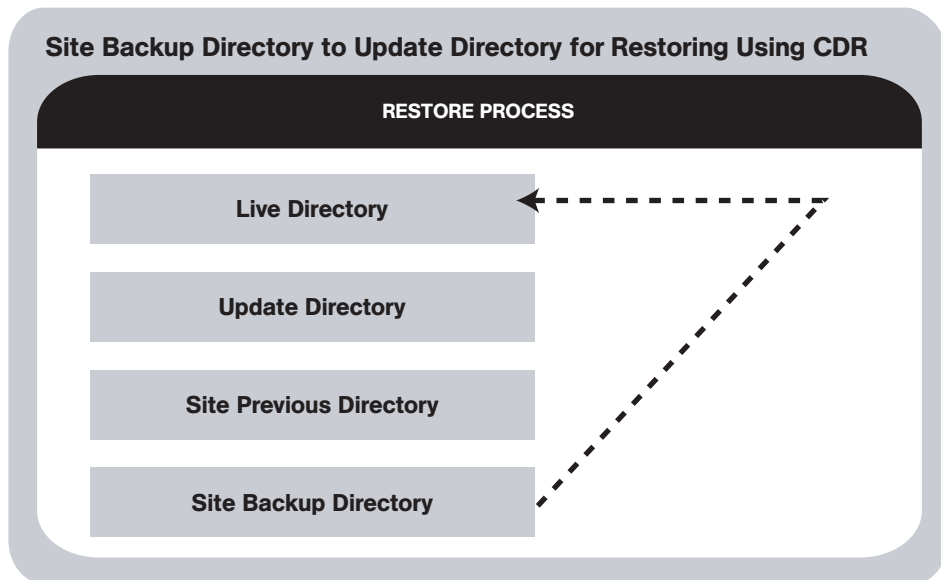 Site Backup Directory to Update Directory for Restoring Using CDR
RESTORE PROCESS
Live Directory
Update Directory
Site Previous Directory
Site Backup Directory